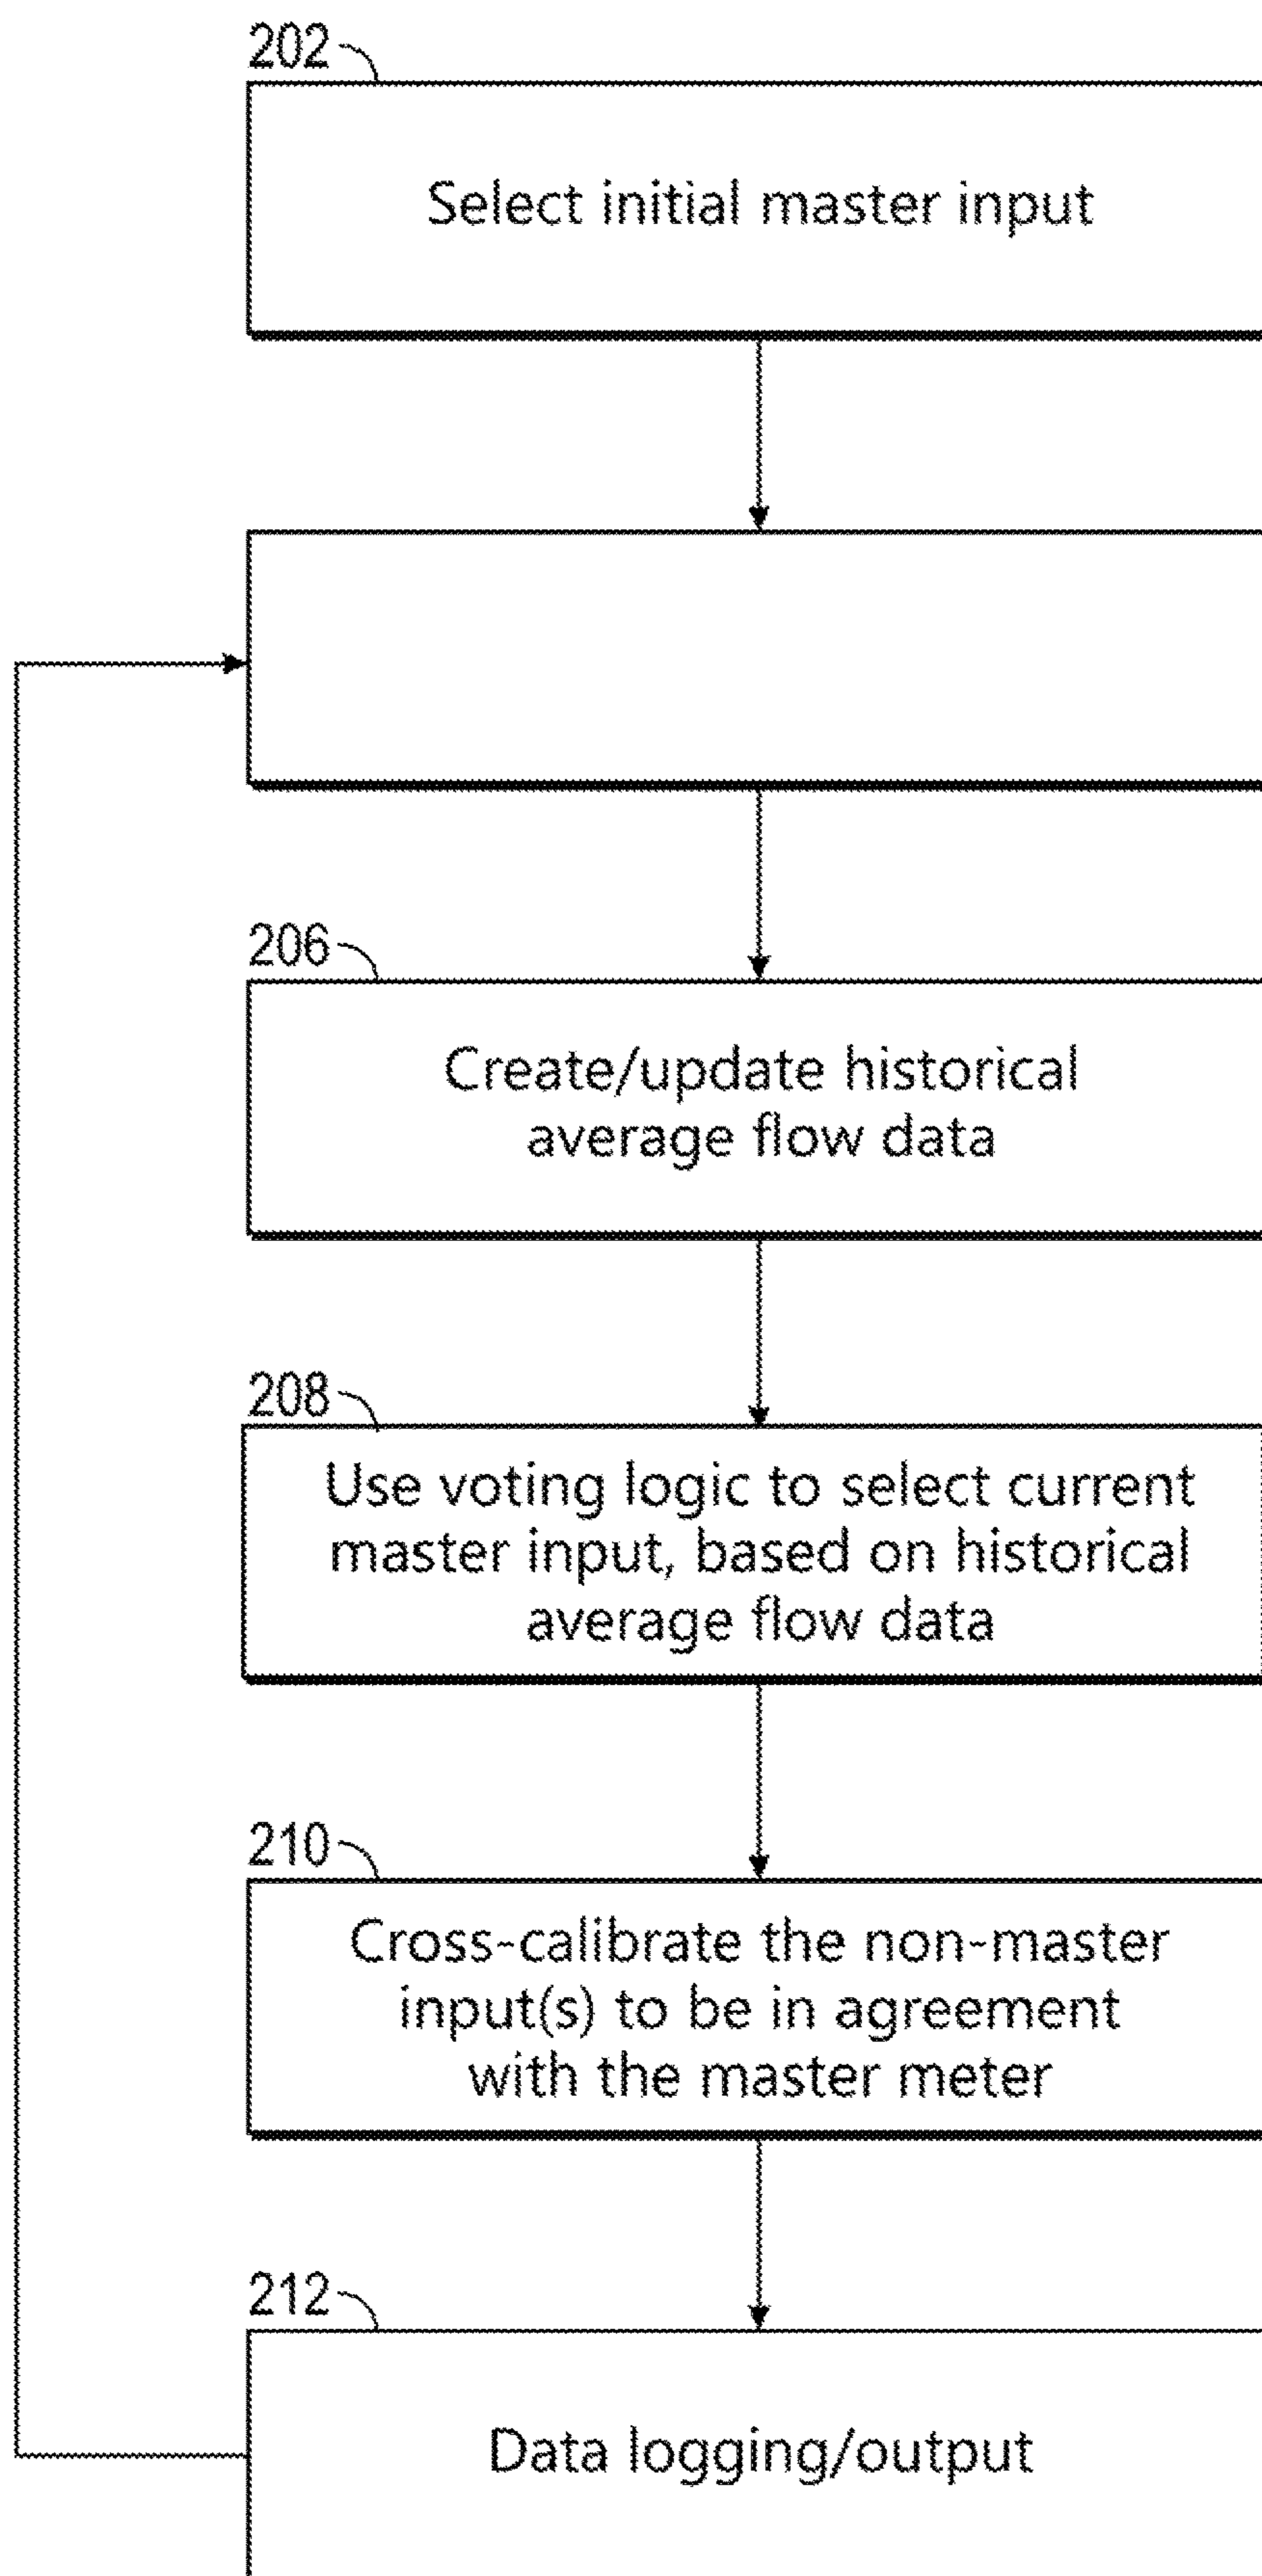 202
Select initial master input
206
Create/update historical
average flow data
208
Use voting logic to select current
master input, based on historical
average flow data
210
Cross-calibrate the non-master
input(s) to be in agreement
with the master meter
212
Data logging/output